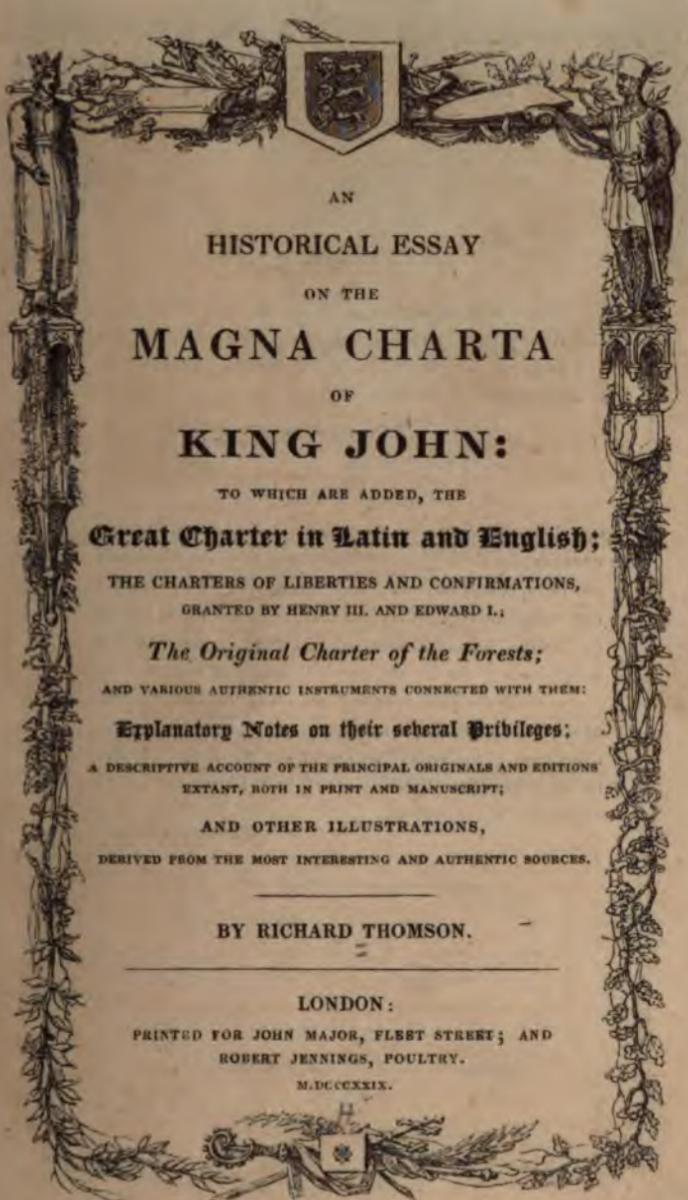 AN
HISTORICAL ESSAY
ON THE
MAGNA CHARTA
OF
KING JOHN:
TO WHICH ARE ADDED, THE
Great Charter in Latin and English;
THE CHARTERS OF LIBERTIES AND CONFIRMATIONS,
GRANTED BY HENRY III. AND EDWARD I.;
The Original Charter of the Forests;
AND VARIOUS AUTHENTIC INSTRUMENTS CONNECTED WITH THEM:
Explanatory Notes on their several Privileges;
A DESCRIPTIVE ACCOUNT OF THE PRINCIPAL ORIGINALS AND EDITIONS
EXTANT, BOTH IN PRINT AND MANUSCRIPT;
AND OTHER ILLUSTRATIONS,
DERIVED FROM THE MOST INTERESTING AND AUTHENTIC SOURCES.
BY RICHARD THOMSON.
LONDON:
PRINTED FOR JOHN MAJOR, FLEET STREET; AND
ROBERT JENNINGS, POULTRY.
M.DCCCXXIX.